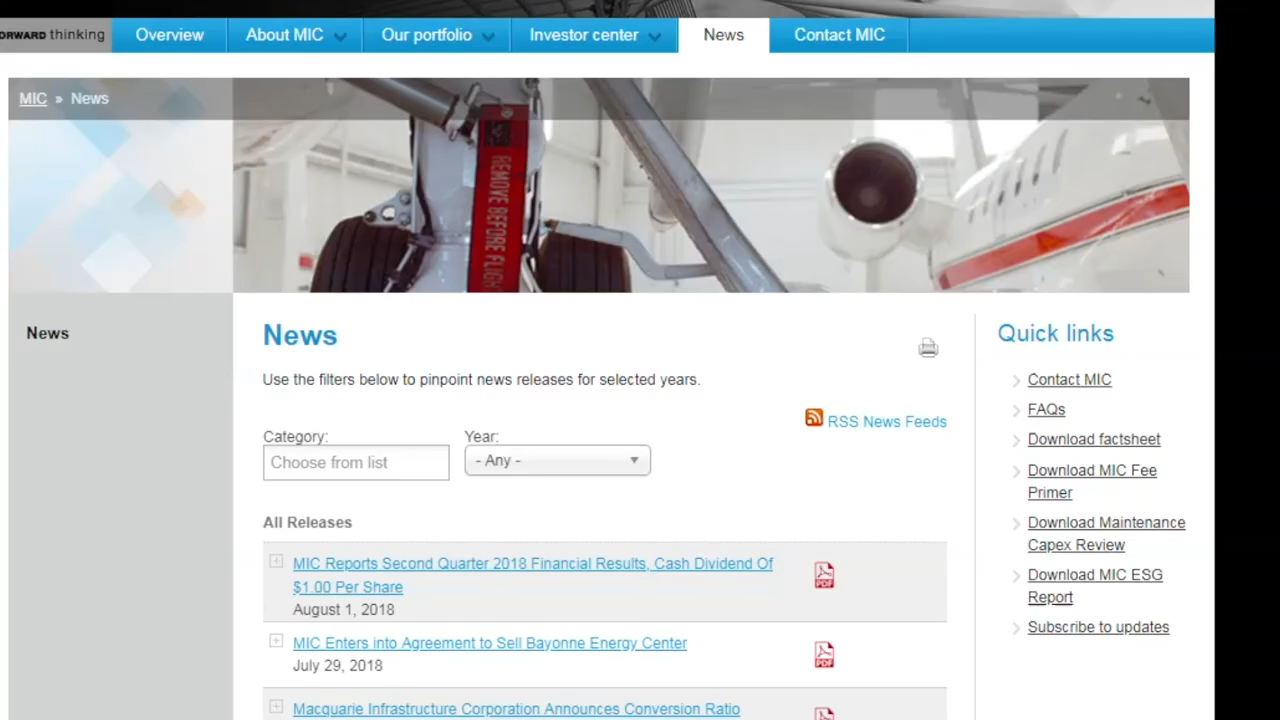 ORWARD thinking
Overview
About MIC
Our portfolio
Investor center
News
Contact MIC
MIC » News
REMOVE BEFORE FLIGH
News
News
Use the filters below to pinpoint news releases for selected years.
RSS News Feeds
Category:
Choose from list
Year:
- Any -
All Releases
MIC Reports Second Quarter 2018 Financial Results, Cash Dividend Of
$1.00 Per Share
August 1, 2018
PDF
MIC Enters into Agreement to Sell Bayonne Energy Center
July 29, 2018
PDF
Macquarie Infrastructure Corporation Announces Conversion Ratio
Quick links
Contact MIC
FAQs
Download factsheet
Download MIC Fee
Primer
Download Maintenance
Capex Review
Download MIC ESG
Report
Subscribe to updates